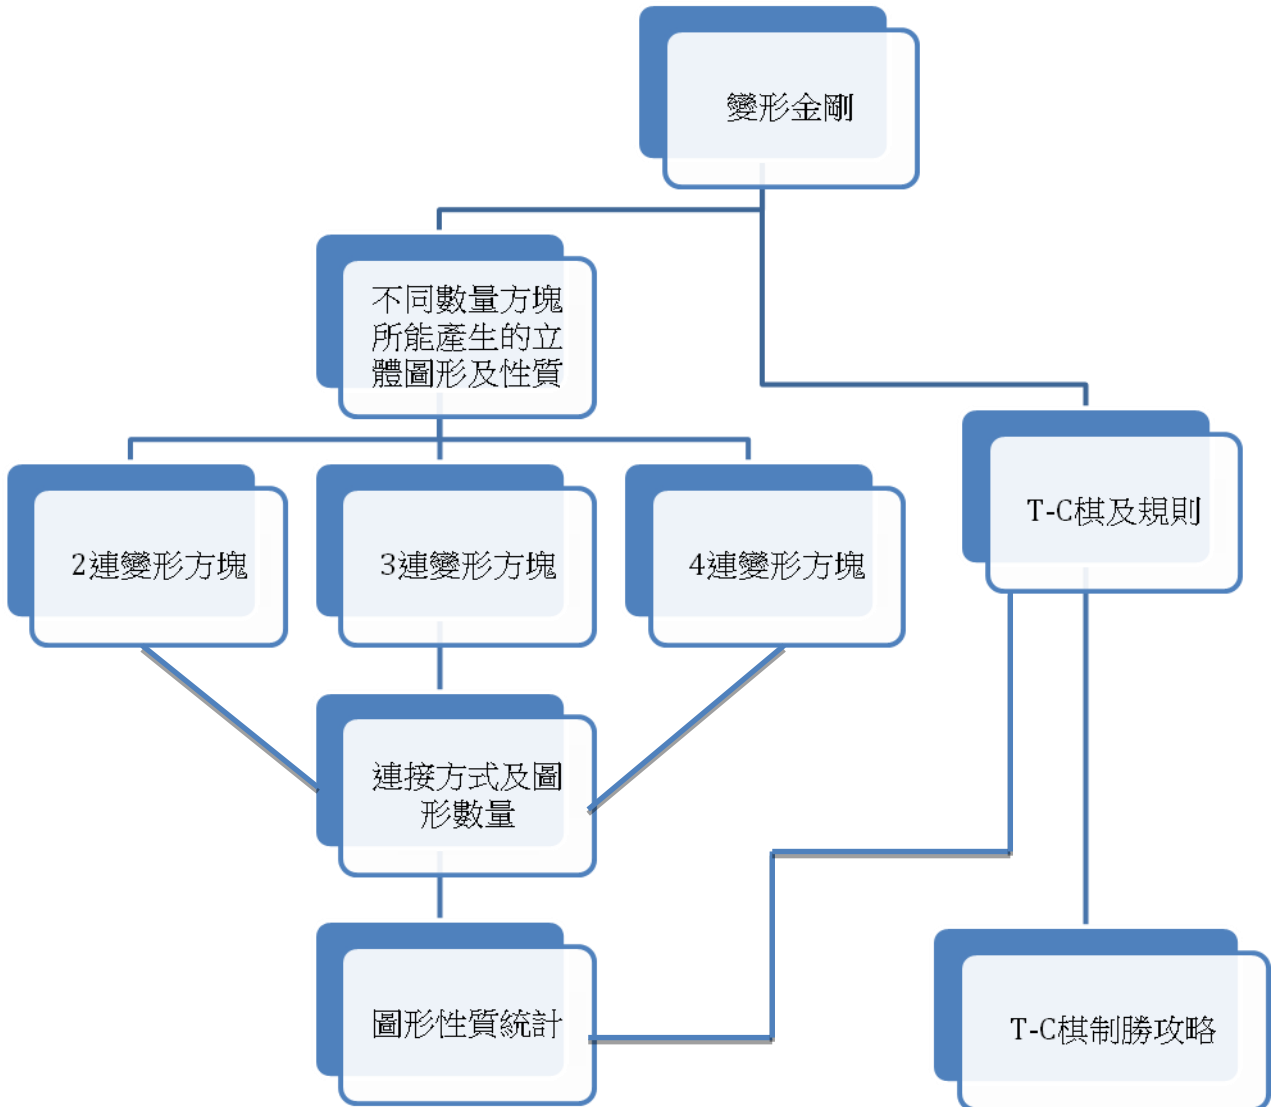 變形金剛
不同數量方塊
所能產生的立
體圖形及性質
T-C棋及規則
2連變形方塊
3連變形方塊
4連變形方塊
連接方式及圖
形數量
圖形性質統計
T-C棋制勝攻略